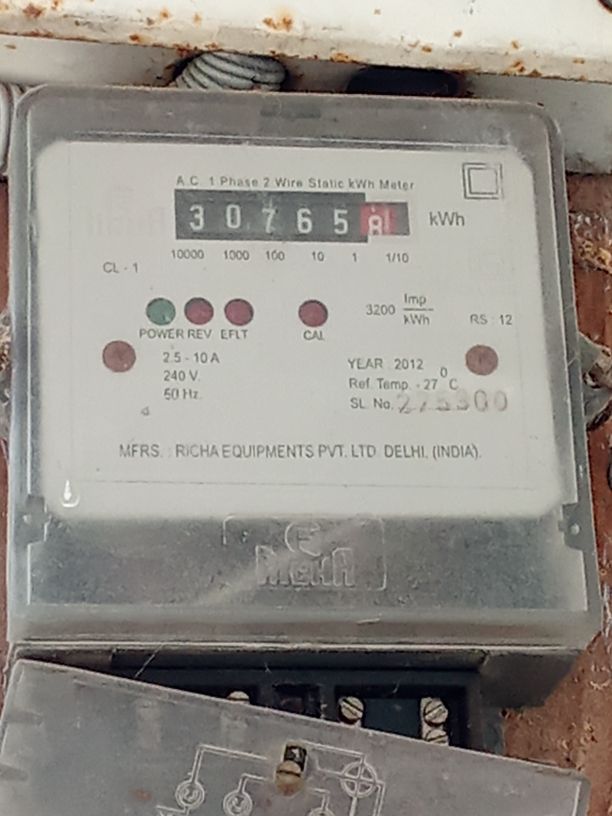 A.C. 1 Phase 2 Wire Static kWh Meter
3 0 7 6 5 8 kWh
10000 1000 100 10 1 1/10
CL - 1
3200 Imp/kWh
RS : 12
POWER REV EFLT CAL
2.5 - 10 A
240 V.
50 Hz.
YEAR : 2012
Ref. Temp. - 27 °C
SL. No. 275300
MFRS. : RICHA EQUIPMENTS PVT. LTD. DELHI. (INDIA).